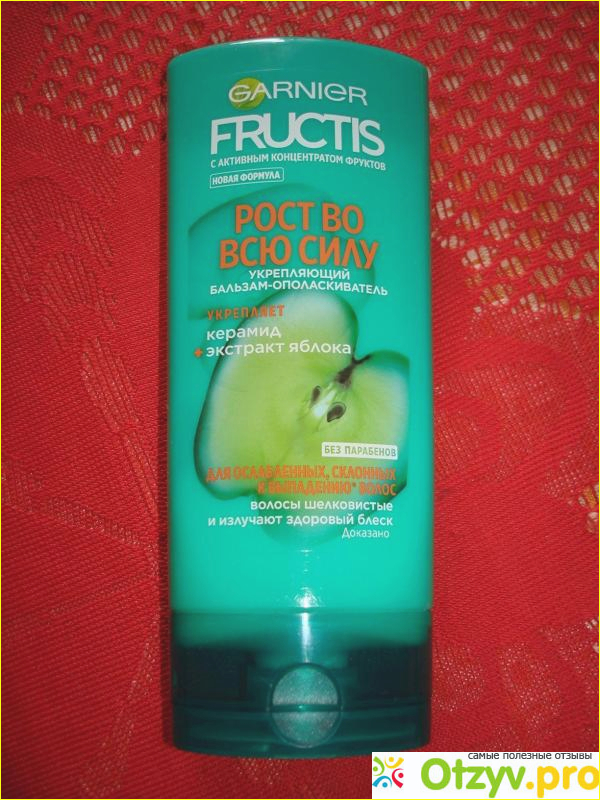 GARNIER
FRUCTIS
С АКТИВНЫМ КОНЦЕНТРАТОМ ФРУКТОВ
НОВАЯ ФОРМУЛА
РОСТ ВО
ВСЮ СИЛУ
УКРЕПЛЯЮЩИЙ
БАЛЬЗАМ-ОПОЛАСКИВАТЕЛЬ
УКРЕПЛЯЕТ
керамид
+ экстракт яблока
БЕЗ ПАРАБЕНОВ
ДЛЯ ОСЛАБЛЕННЫХ, СКЛОННЫХ
К ВЫПАДЕНИЮ* ВОЛОС
волосы шелковистые
и излучают здоровый блеск
Доказано
самые полезные отзывы
Otzyv.pro